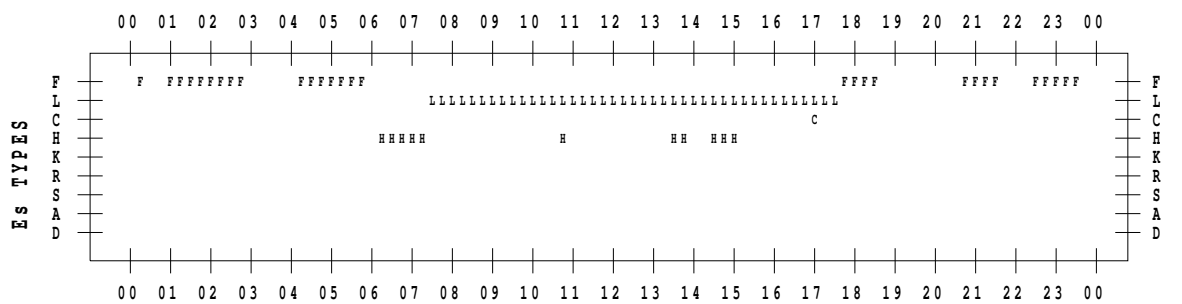 00 01 02 03 04 05 06 07 08 09 10 11 12 13 14 15 16 17 18 19 20 21 22 23 00
F F FFFFFFFF FFFFFFF FFFF FFFF FFFFF F
L LLLLLLLLLLLLLLLLLLLLLLLLLLLLLLLLLLLLLLLLL L
C C C
H HHHHH H HH HHH H
K K
R R
S S
A A
D D
Es TYPES
00 01 02 03 04 05 06 07 08 09 10 11 12 13 14 15 16 17 18 19 20 21 22 23 00